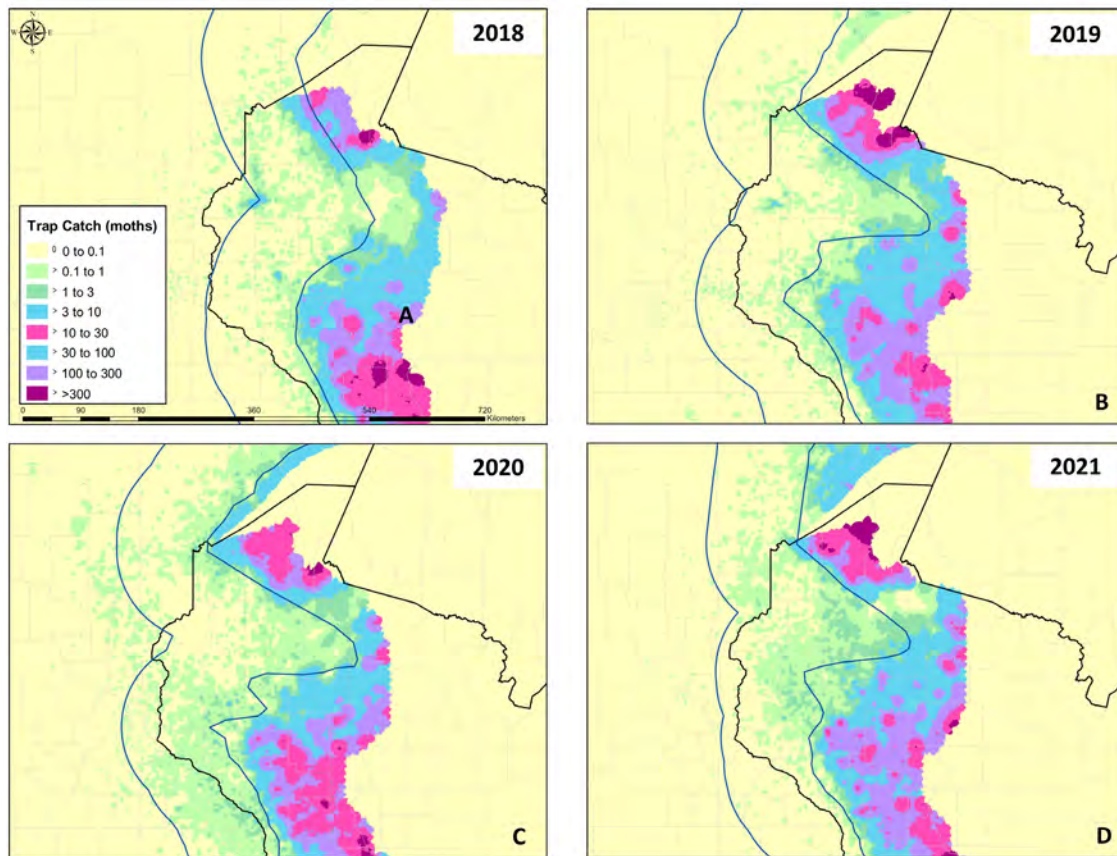 2018
2019
N
W E
S
Trap Catch (moths)
0 to 0.1
> 0.1 to 1
> 1 to 3
> 3 to 10
> 10 to 30
> 30 to 100
> 100 to 300
> >300
A
0 45 90 180 360 540 720
Kilometers
B
2020
2021
C
D